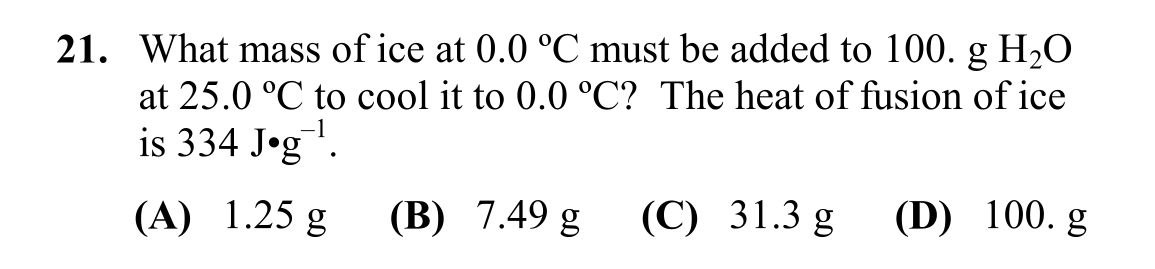 21. What mass of ice at 0.0 ºC must be added to 100. g H₂O
at 25.0 ºC to cool it to 0.0 ºC? The heat of fusion of ice
is 334 J•g⁻¹.
(A) 1.25 g (B) 7.49 g (C) 31.3 g (D) 100. g